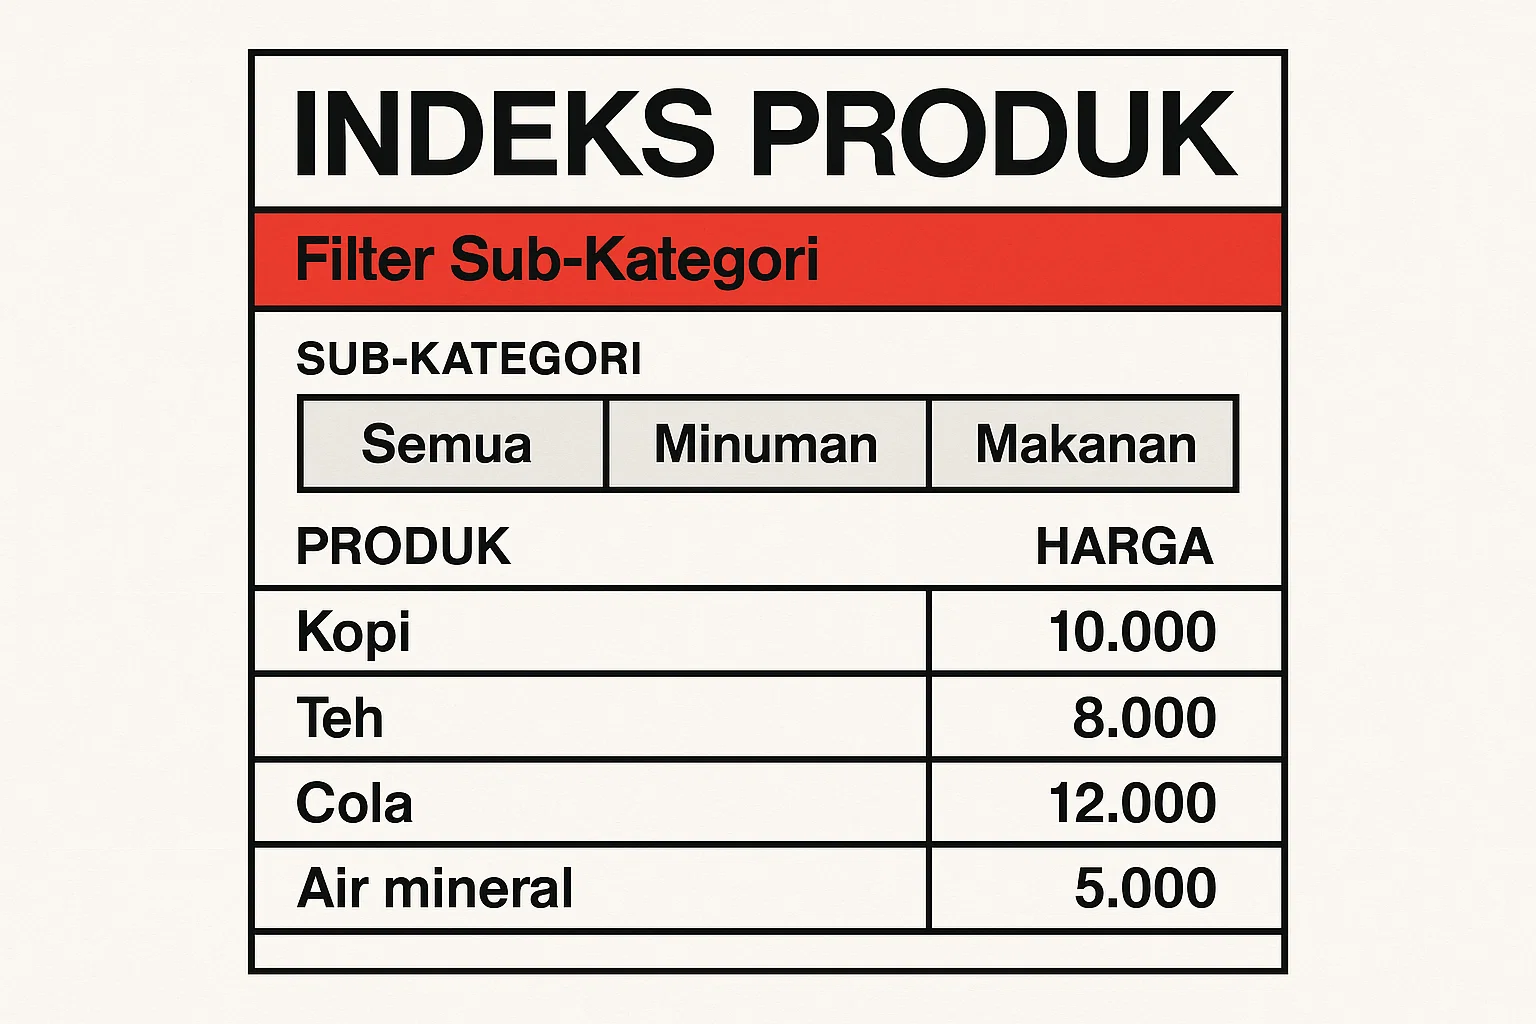 INDEKS PRODUK
Filter Sub-Kategori
SUB-KATEGORI
Semua Minuman Makanan
PRODUK HARGA
Kopi 10.000
Teh 8.000
Cola 12.000
Air mineral 5.000